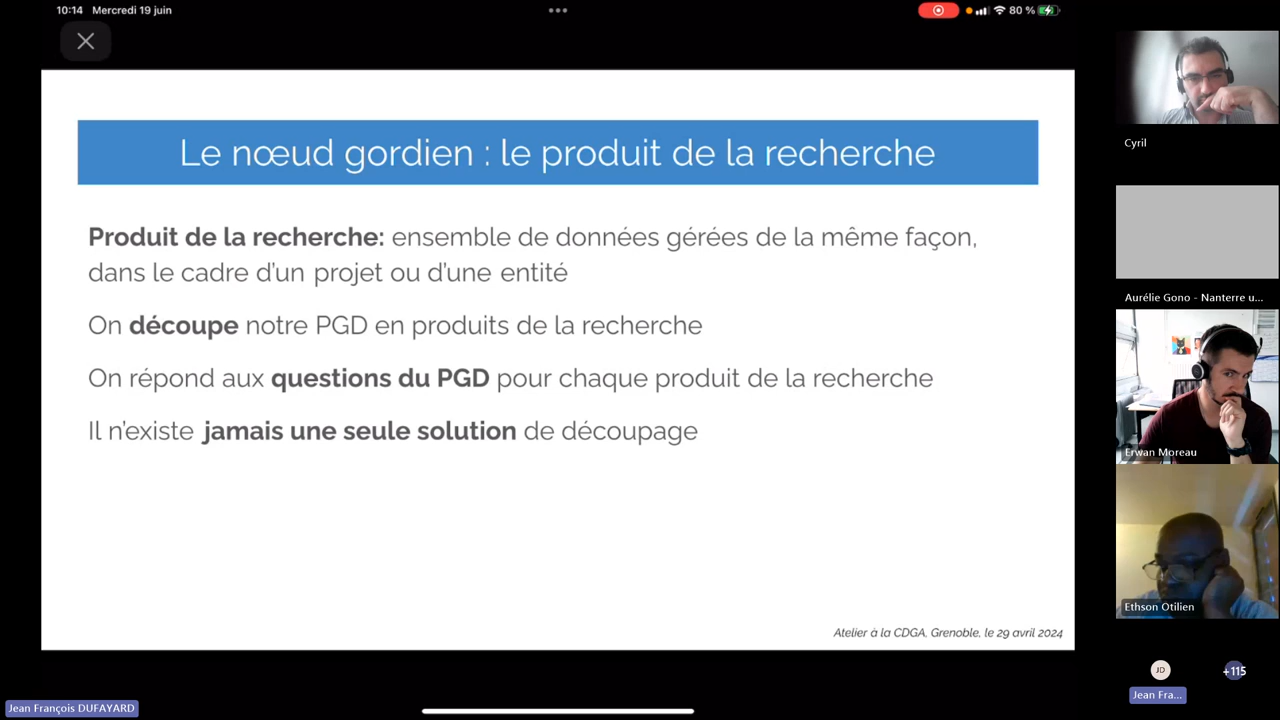 10:14 Mercredi 19 juin
80 %
Le nœud gordien : le produit de la recherche
Produit de la recherche: ensemble de données gérées de la même façon,
dans le cadre d'un projet ou d'une entité
On découpe notre PGD en produits de la recherche
On répond aux questions du PGD pour chaque produit de la recherche
Il n'existe jamais une seule solution de découpage
Atelier à la CDGA, Grenoble, le 29 avril 2024
Jean François DUFAYARD
Cyril
Aurélie Gono - Nanterre u...
Erwan Moreau
Ethson Otilien
JD
+115
Jean Fra...